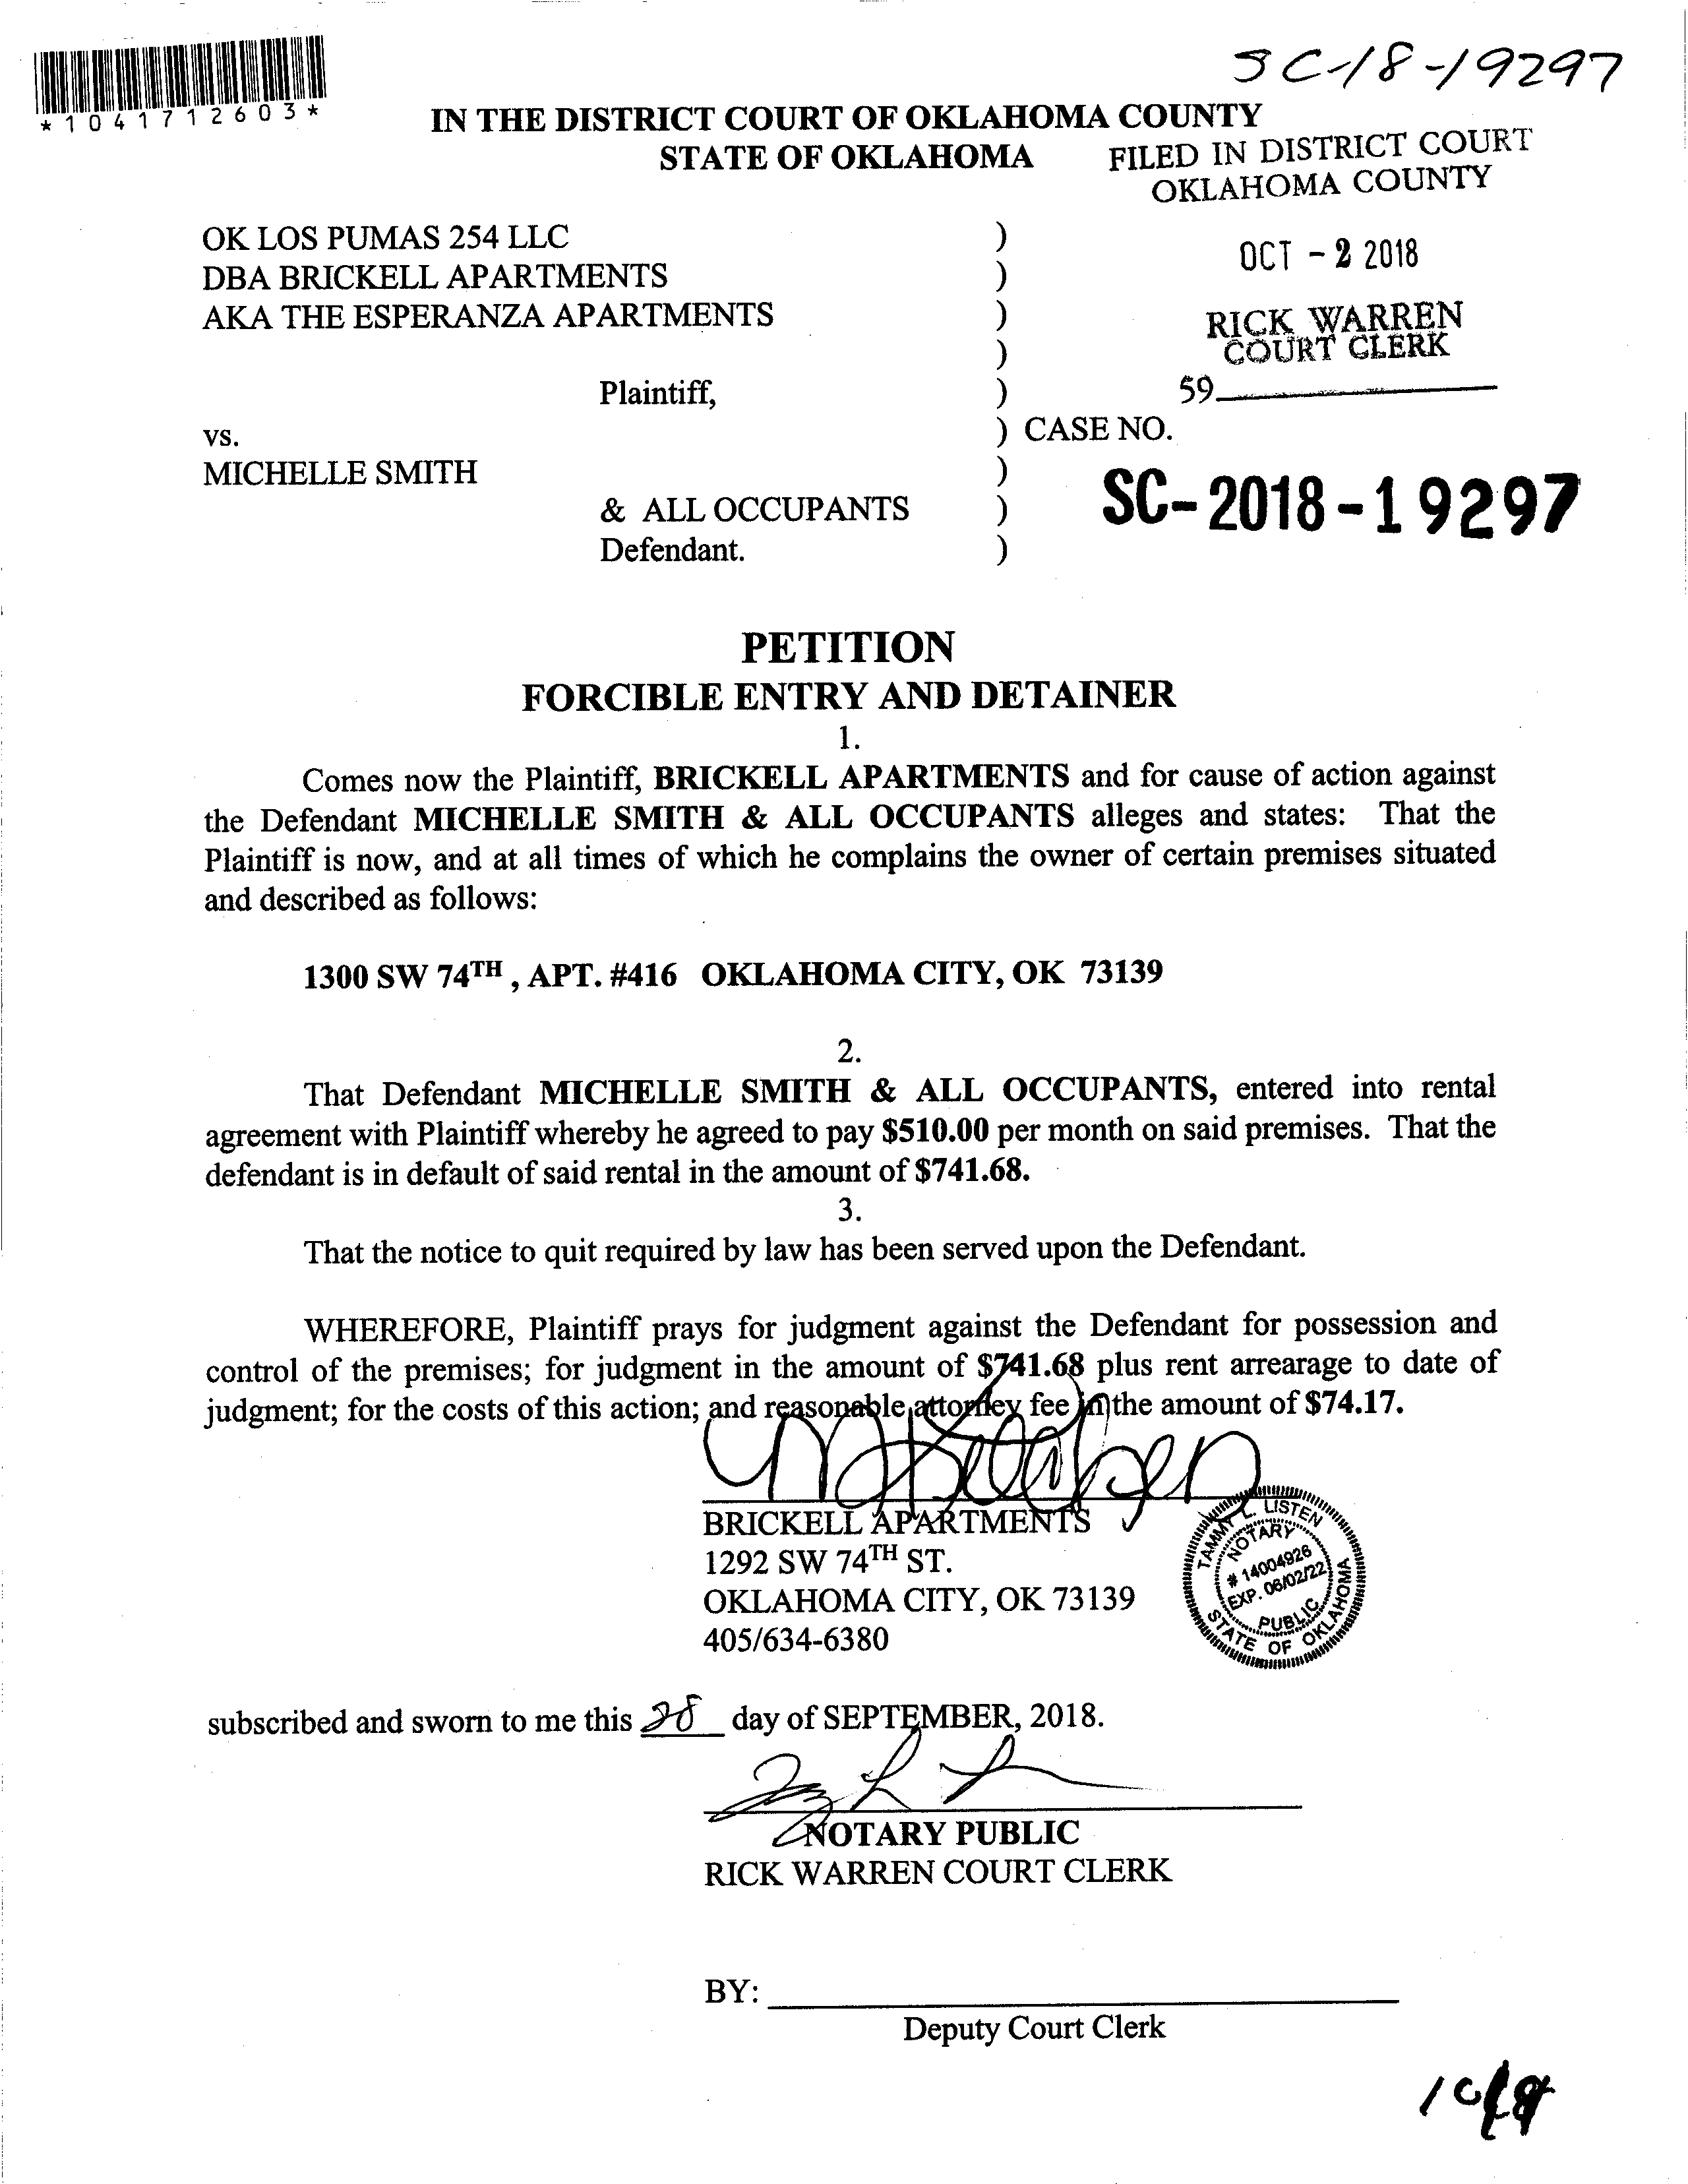 SC-18-19297
*1041712603*
IN THE DISTRICT COURT OF OKLAHOMA COUNTY
STATE OF OKLAHOMA
FILED IN DISTRICT COURT
OKLAHOMA COUNTY
OK LOS PUMAS 254 LLC )
DBA BRICKELL APARTMENTS )
OCT - 2 2018
AKA THE ESPERANZA APARTMENTS )
RICK WARREN
COURT CLERK
)
Plaintiff, )
59
vs. ) CASE NO.
MICHELLE SMITH )
SC-2018-19297
& ALL OCCUPANTS )
Defendant. )
PETITION
FORCIBLE ENTRY AND DETAINER
1.
Comes now the Plaintiff, BRICKELL APARTMENTS and for cause of action against
the Defendant MICHELLE SMITH & ALL OCCUPANTS alleges and states: That the
Plaintiff is now, and at all times of which he complains the owner of certain premises situated
and described as follows:
1300 SW 74TH , APT. #416 OKLAHOMA CITY, OK 73139
2.
That Defendant MICHELLE SMITH & ALL OCCUPANTS, entered into rental
agreement with Plaintiff whereby he agreed to pay $510.00 per month on said premises. That the
defendant is in default of said rental in the amount of $741.68.
3.
That the notice to quit required by law has been served upon the Defendant.
WHEREFORE, Plaintiff prays for judgment against the Defendant for possession and
control of the premises; for judgment in the amount of $741.68 plus rent arrearage to date of
judgment; for the costs of this action; and reasonable attorney fee in the amount of $74.17.
BRICKELL APARTMENTS
1292 SW 74TH ST.
OKLAHOMA CITY, OK 73139
405/634-6380
TAMMY L. LISTEN
NOTARY
# 14004926
EXP. 06/02/22
PUBLIC
STATE OF OKLAHOMA
subscribed and sworn to me this 28 day of SEPTEMBER, 2018.
NOTARY PUBLIC
RICK WARREN COURT CLERK
BY:
Deputy Court Clerk